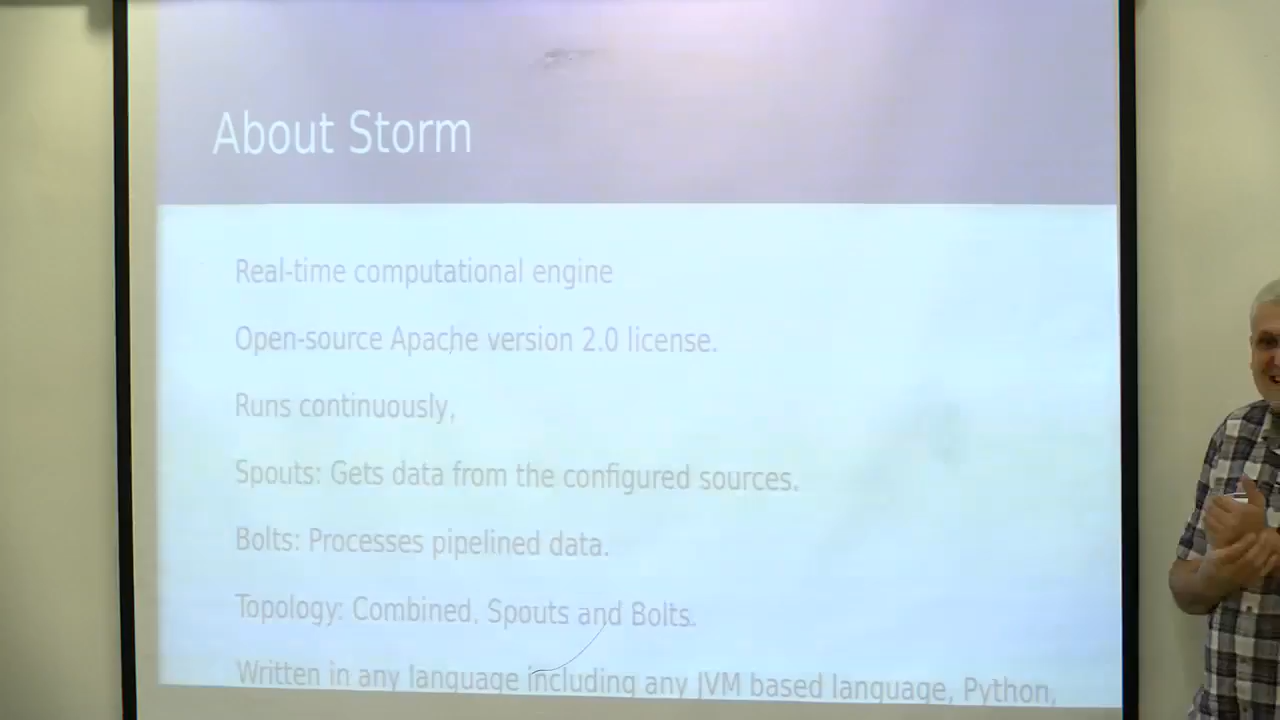 About Storm
Real-time computational engine
Open-source Apache version 2.0 license.
Runs continuously,
Spouts: Gets data from the configured sources.
Bolts: Processes pipelined data.
Topology: Combined, Spouts and Bolts.
Written in any language including any JVM based language, Python,